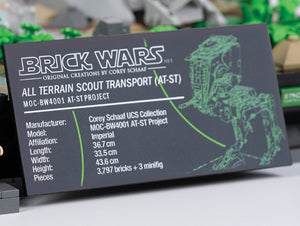 BRICK WARS
ORIGINAL CREATIONS BY COREY SCHAAF
ALL TERRAIN SCOUT TRANSPORT (AT-ST)
MOC-BW4001 AT-ST PROJECT
Manufacturer: Corey Schaaf UCS Collection
Model: MOC-BW4001 AT-ST Project
Affiliation: Imperial
Length: 36.7cm
Width: 33.5 cm
Height: 43.6 cm
Pieces 3,797 bricks + 3 minifig